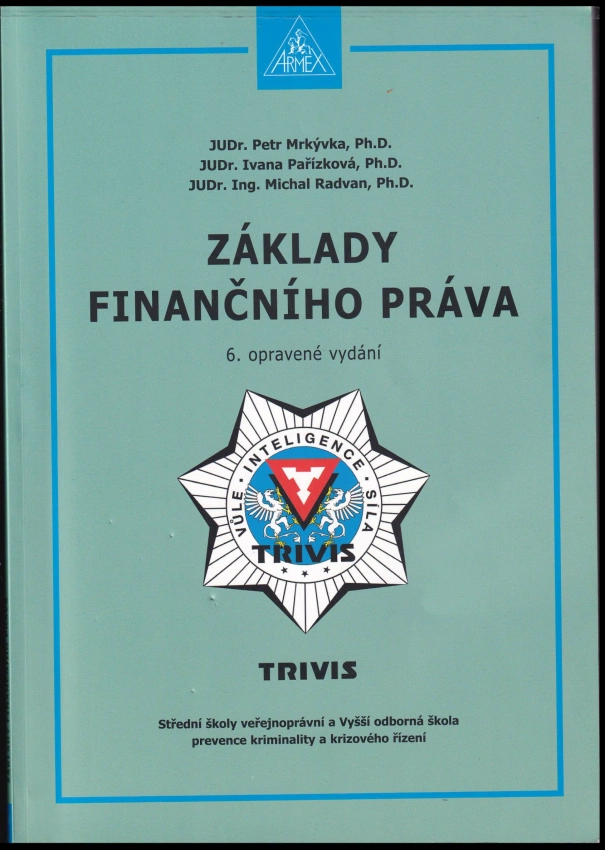 ARMEX
JUDr. Petr Mrkývka, Ph.D.
JUDr. Ivana Pařízková, Ph.D.
JUDr. Ing. Michal Radvan, Ph.D.
ZÁKLADY
FINANČNÍHO PRÁVA
6. opravené vydání
VŮLE · INTELIGENCE · SÍLA
TRIVIS
TRIVIS
Střední školy veřejnoprávní a Vyšší odborná škola
prevence kriminality a krizového řízení